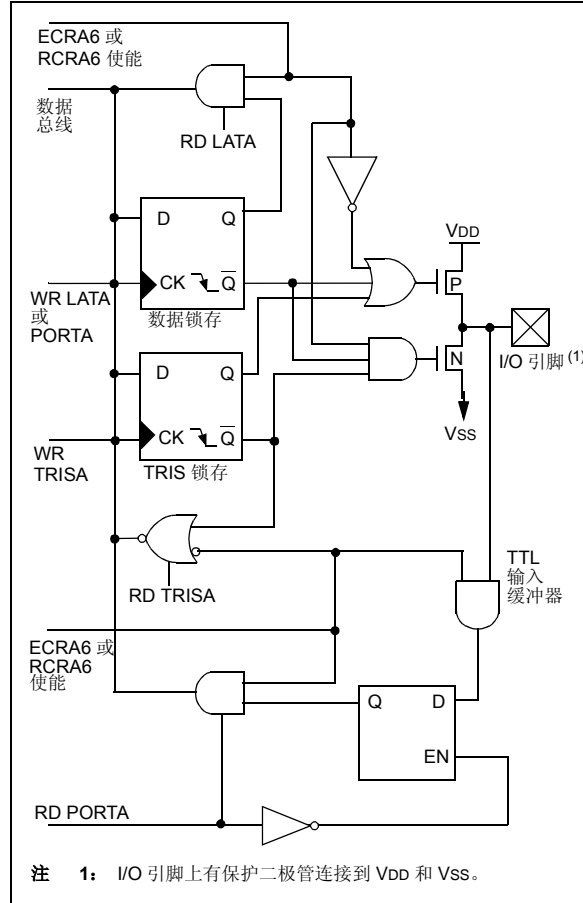 ECRA6 或
RCRA6 使能
数据
总线
RD LATA
D Q
CK Q
数据锁存
WR LATA
或
PORTA
VDD
P
N
I/O 引脚 (1)
VSS
D Q
CK Q
TRIS 锁存
WR
TRISA
RD TRISA
TTL
输入
缓冲器
ECRA6 或
RCRA6
使能
Q D
EN
RD PORTA
注 1: I/O 引脚上有保护二极管连接到 VDD 和 VSS。